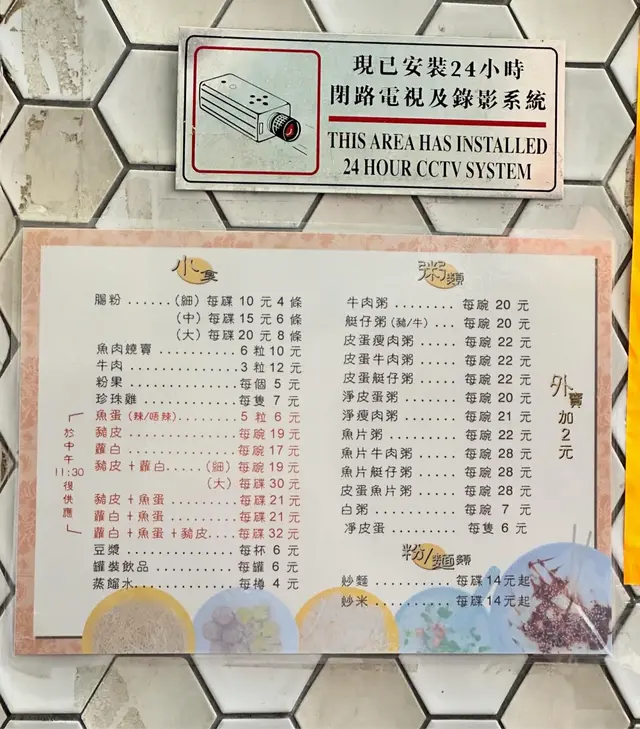 現已安裝24小時
閉路電視及錄影系統
THIS AREA HAS INSTALLED
24 HOUR CCTV SYSTEM
小食
腸粉......(細) 每碟 10 元 4 條
(中) 每碟 15 元 6 條
(大) 每碟 20 元 8 條
魚肉燒賣.......... 6 粒 10 元
牛肉.............. 3 粒 12 元
粉果.............. 每個 5 元
珍珠雞............ 每隻 7 元
於中午11:30後供應
魚蛋(辣/唔辣)....... 5 粒 6 元
豬皮.............. 每碗 19 元
蘿白.............. 每碗 17 元
豬皮+蘿白.....(細) 每碗 19 元
(大) 每碟 30 元
豬皮+魚蛋......... 每碟 21 元
蘿白+魚蛋......... 每碟 21 元
蘿白+魚蛋+豬皮.... 每碟 32 元
豆漿.............. 每杯 6 元
罐裝飲品.......... 每罐 6 元
蒸餾水............ 每樽 4 元
粥類
牛肉粥........ 每碗 20 元
艇仔粥(豬/牛)... 每碗 20 元
皮蛋瘦肉粥..... 每碗 22 元
皮蛋牛肉粥..... 每碗 22 元
皮蛋艇仔粥..... 每碗 22 元
淨皮蛋粥....... 每碗 20 元
淨瘦肉粥....... 每碗 21 元
魚片粥......... 每碗 22 元
魚片牛肉粥..... 每碗 28 元
魚片艇仔粥..... 每碗 28 元
皮蛋魚片粥..... 每碗 28 元
白粥........... 每碗 7 元
淨皮蛋......... 每隻 6 元
粉/麵類
炒麵........... 每碟14元起
炒米........... 每碟14元起
外賣加2元